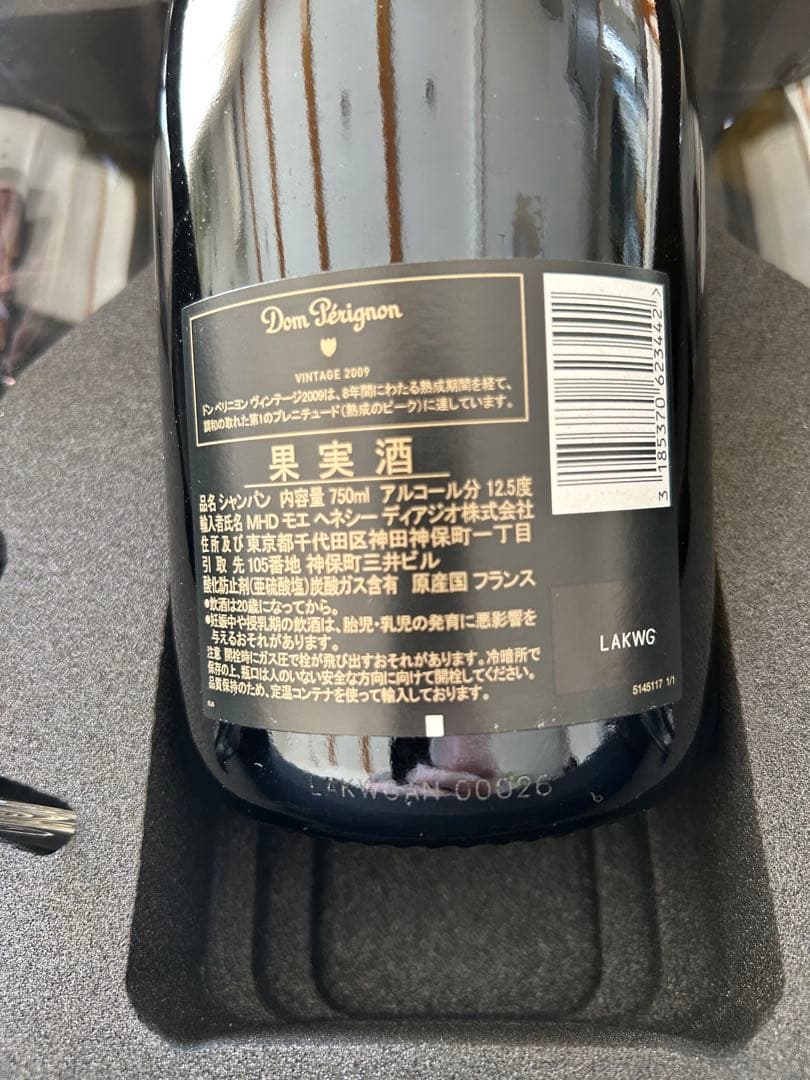 Dom Pérignon
VINTAGE 2009
ドン ペリニヨン ヴィンテージ2009は、8年間にわたる熟成期間を経て、
調和の取れた第1のプレニチュード(熟成のピーク)に達しています。
果実酒
品名 シャンパン 内容量 750ml アルコール分 12.5度
輸入者氏名 MHD モエ ヘネシー ディアジオ株式会社
住所及び 東京都千代田区神田神保町一丁目
引取先 105番地 神保町三井ビル
酸化防止剤(亜硫酸塩)炭酸ガス含有 原産国 フランス
●飲酒は20歳になってから。
●妊娠中や授乳期の飲酒は、胎児・乳児の発育に悪影響を
与えるおそれがあります。
注意 開栓時にガス圧で栓が飛び出すおそれがあります。冷暗所で
保存の上、瓶口は人のいない安全な方向に向けて開栓してください。
品質保持のため、定温コンテナを使って輸入しております。
3 185370 623442 >
LAKWG
5145117 1/1
LAKWGAN 00026